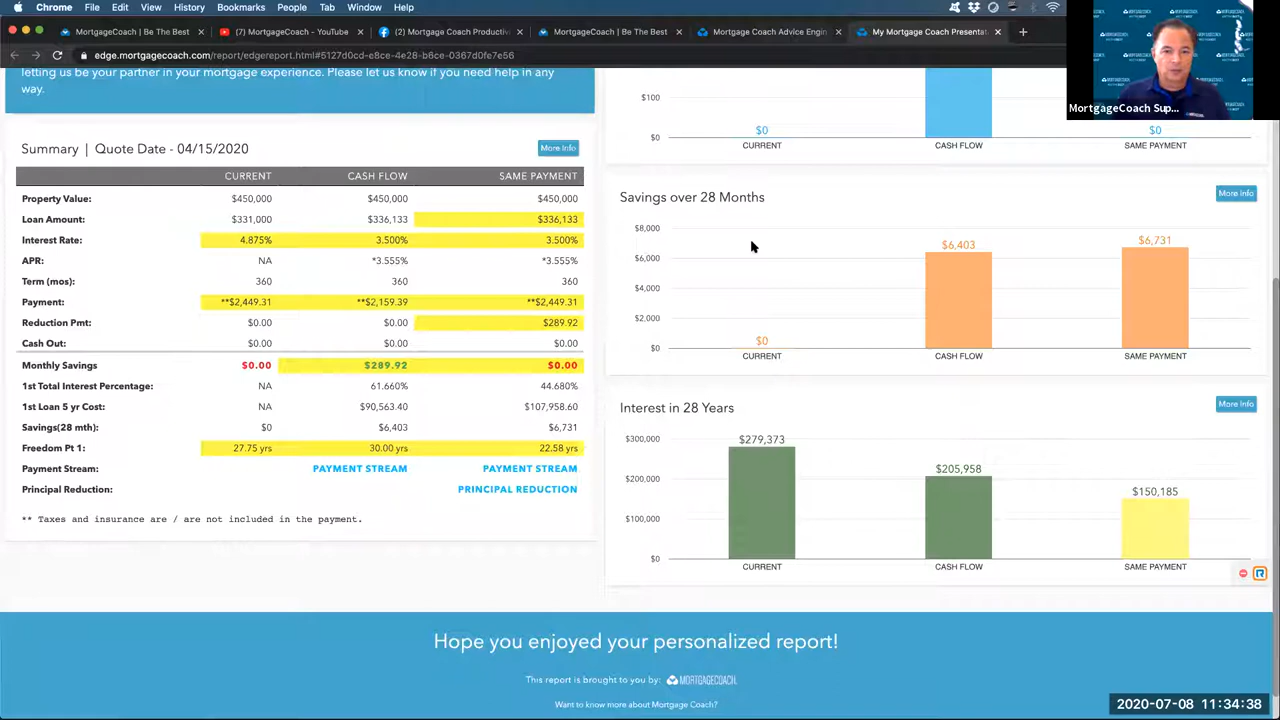 Chrome File Edit View History Bookmarks People Tab Window Help
MortgageCoach | Be The Best
(7) MortgageCoach - YouTube
(2) MortgageCoach Productiv
MortgageCoach | Be The Best
MortgageCoach Advice Engin
My Mortgage Coach Presentat
MortgageCoach Sup...
letting us be your partner in your mortgage experience. Please let us know if you need help in any
way.
Summary | Quote Date - 04/15/2020
More Info
CURRENT CASH FLOW SAME PAYMENT
Property Value: $450,000 $450,000 $450,000
Loan Amount: $331,000 $336,133 $336,133
Interest Rate: 4.875% 3.500% 3.500%
APR: NA *3.555% *3.555%
Term (mos): 360 360 360
Payment: **$2,449.31 **$2,159.39 **$2,449.31
Reduction Pmt: $0.00 $0.00 $289.92
Cash Out: $0.00 $0.00 $0.00
Monthly Savings $0.00 $289.92 $0.00
1st Total Interest Percentage: NA 61.660% 44.680%
1st Loan 5 yr Cost: NA $90,563.40 $107,958.60
Savings(28 mth): $0 $6,403 $6,731
Freedom Pt 1: 27.75 yrs 30.00 yrs 22.58 yrs
Payment Stream: PAYMENT STREAM PAYMENT STREAM
Principal Reduction: PRINCIPAL REDUCTION
** Taxes and insurance are / are not included in the payment.
$100
$0
$0 $0
CURRENT CASH FLOW SAME PAYMENT
Savings over 28 Months
More Info
$8,000
$6,000
$4,000
$2,000
$0
$0 $6,403 $6,731
CURRENT CASH FLOW SAME PAYMENT
Interest in 28 Years
More Info
$300,000
$200,000
$100,000
$0
$279,373 $205,958 $150,185
CURRENT CASH FLOW SAME PAYMENT
Hope you enjoyed your personalized report!
This report is brought to you by: MORTGAGECOACH
Want to know more about Mortgage Coach?
2020-07-08 11:34:38